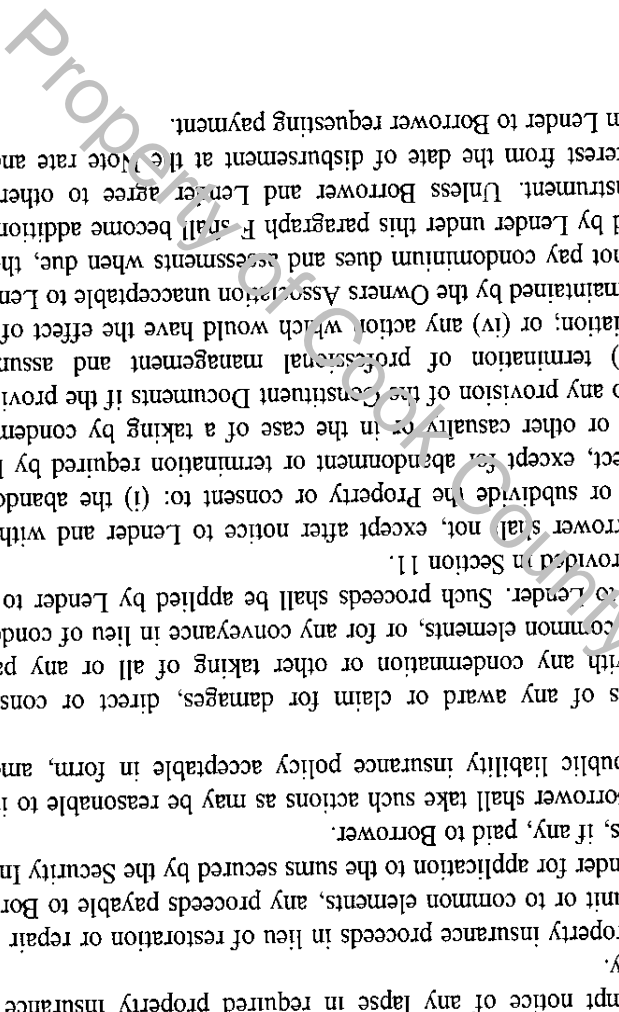 mpt notice of any lapse in required property insurance
y.
roperty insurance proceeds in lieu of restoration or repair
unit or to common elements, any proceeds payable to Bor
nder for application to the sums secured by the Security In
s, if any, paid to Borrower.
orrower shall take such actions as may be reasonable to i
public liability insurance policy acceptable in form, am
s of any award or claim for damages, direct or cons
with any condemnation or other taking of all or any pa
common elements, or for any conveyance in lieu of conde
to Lender. Such proceeds shall be applied by Lender to
rovided in Section 11.
rrower shall not, except after notice to Lender and with
or subdivide the Property or consent to: (i) the abando
ect, except for abandonment or termination required by l
or other casualty or in the case of a taking by condem
o any provision of the Constituent Documents if the provi
) termination of professional management and assu
iation; or (iv) any action which would have the effect of
maintained by the Owners Association unacceptable to Len
not pay condominium dues and assessments when due, th
d by Lender under this paragraph F shall become addition
nstrument. Unless Borrower and Lender agree to other
erest from the date of disbursement at the Note rate an
n Lender to Borrower requesting payment.
Property of Cook County